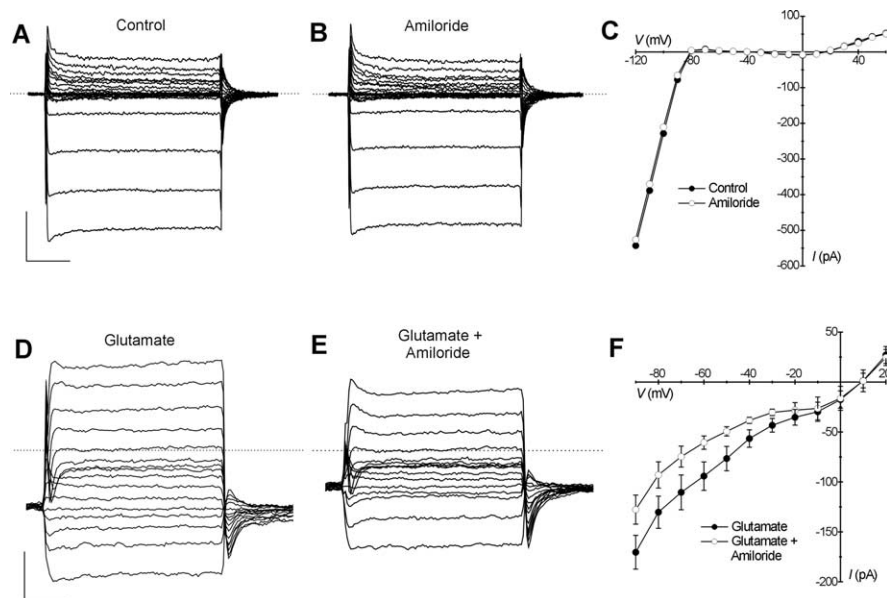 A
Control
B
Amiloride
C
100
V (mV)
-120
-80
-40
40
-100
-200
-300
-400
-500
-600
Control
Amiloride
I (pA)
D
Glutamate
E
Glutamate +
Amiloride
F
50
V (mV)
-80
-60
-40
-20
20
-50
-100
-150
-200
Glutamate
Glutamate +
Amiloride
I (pA)